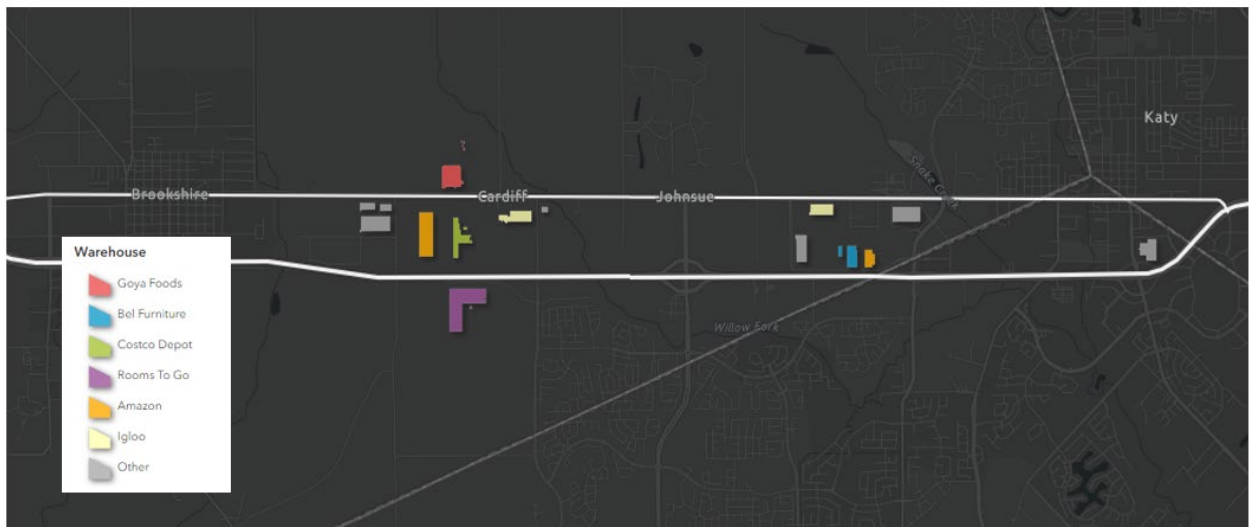 Katy
Snake Creek
Brookshire
Cardiff
Johnsue
Willow Fork
Warehouse
Goya Foods
Bel Furniture
Costco Depot
Rooms To Go
Amazon
Igloo
Other